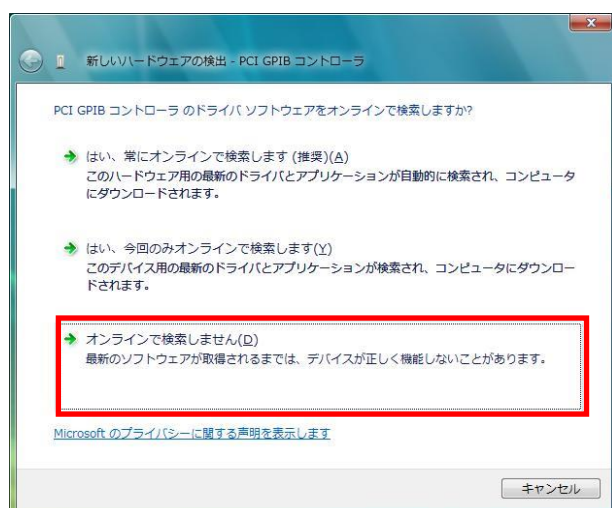 新しいハードウェアの検出 - PCI GPIB コントローラ
PCI GPIB コントローラ のドライバ ソフトウェアをオンラインで検索しますか?
はい、常にオンラインで検索します (推奨)(A)
このハードウェア用の最新のドライバとアプリケーションが自動的に検索され、コンピュータ
にダウンロードされます。
はい、今回のみオンラインで検索します(Y)
このデバイス用の最新のドライバとアプリケーションが検索され、コンピュータにダウンロー
ドされます。
オンラインで検索しません(D)
最新のソフトウェアが取得されるまでは、デバイスが正しく機能しないことがあります。
Microsoft のプライバシーに関する声明を表示します
キャンセル